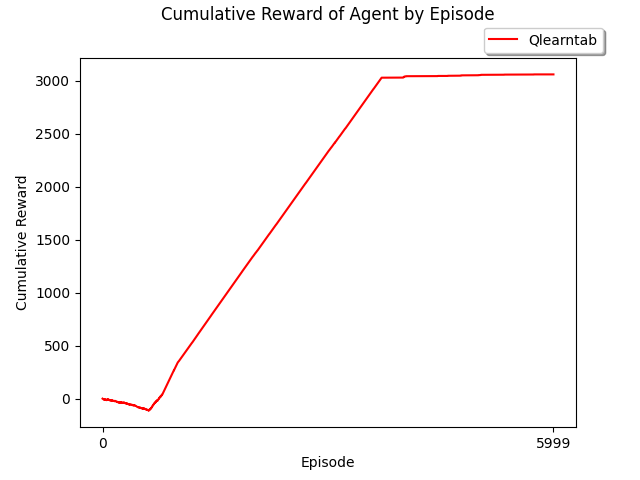 Cumulative Reward of Agent by Episode
Qlearntab
3000
2500
2000
1500
1000
500
0
Cumulative Reward
0
5999
Episode